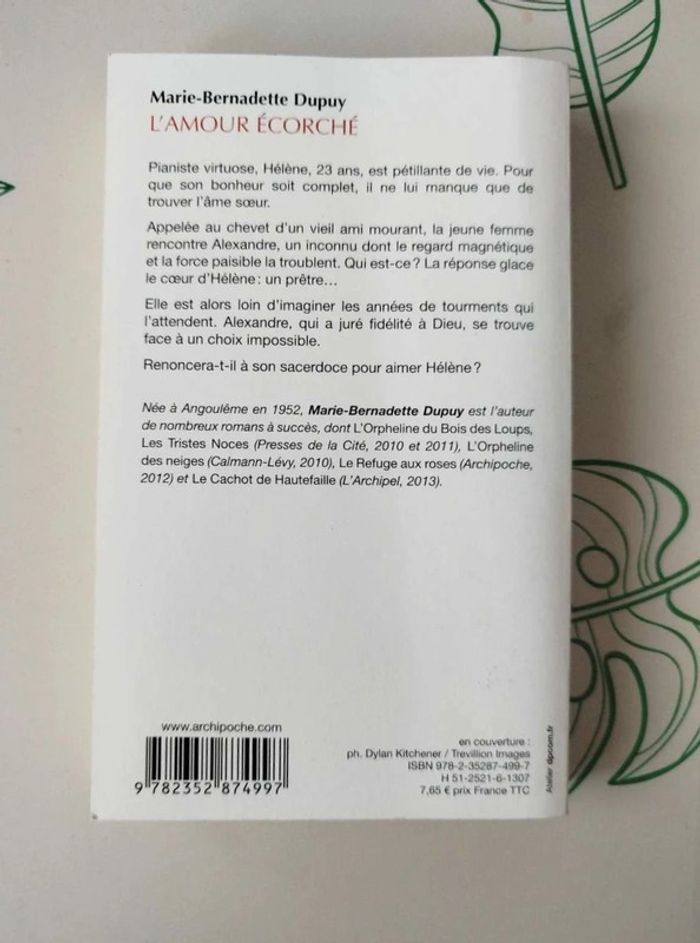 Marie-Bernadette Dupuy
L'AMOUR ÉCORCHÉ
Pianiste virtuose, Hélène, 23 ans, est pétillante de vie. Pour
que son bonheur soit complet, il ne lui manque que de
trouver l'âme sœur.
Appelée au chevet d'un vieil ami mourant, la jeune femme
rencontre Alexandre, un inconnu dont le regard magnétique
et la force paisible la troublent. Qui est-ce ? La réponse glace
le cœur d'Hélène : un prêtre…
Elle est alors loin d'imaginer les années de tourments qui
l'attendent. Alexandre, qui a juré fidélité à Dieu, se trouve
face à un choix impossible.
Renoncera-t-il à son sacerdoce pour aimer Hélène ?
Née à Angoulême en 1952, Marie-Bernadette Dupuy est l'auteur
de nombreux romans à succès, dont L'Orpheline du Bois des Loups,
Les Tristes Noces (Presses de la Cité, 2010 et 2011), L'Orpheline
des neiges (Calmann-Lévy, 2010), Le Refuge aux roses (Archipoche,
2012) et Le Cachot de Hautefaille (L'Archipel, 2013).
www.archipoche.com
9 782352 874997
en couverture :
ph. Dylan Kitchener / Trevillion Images
ISBN 978-2-35287-499-7
H 51-2521-6-1307
7,65 € prix France TTC
Atelier dpcom.fr